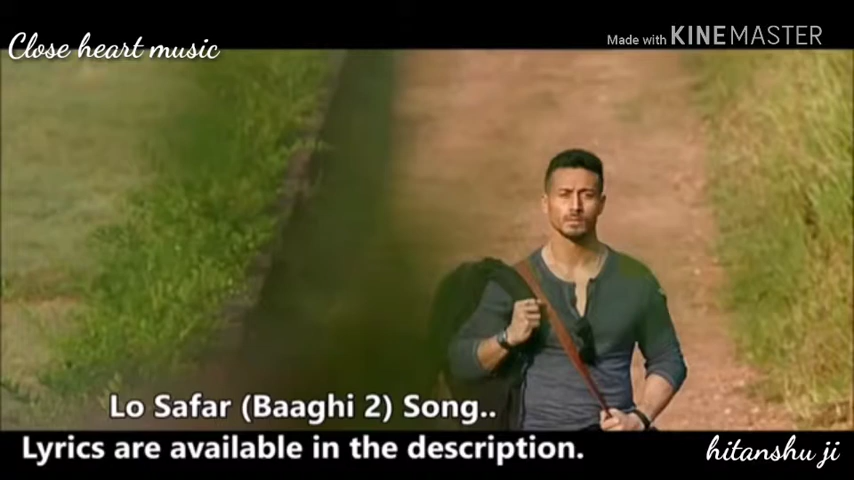 Close heart music
Made with KINEMASTER
Lo Safar (Baaghi 2) Song..
Lyrics are available in the description.
hitanshu ji